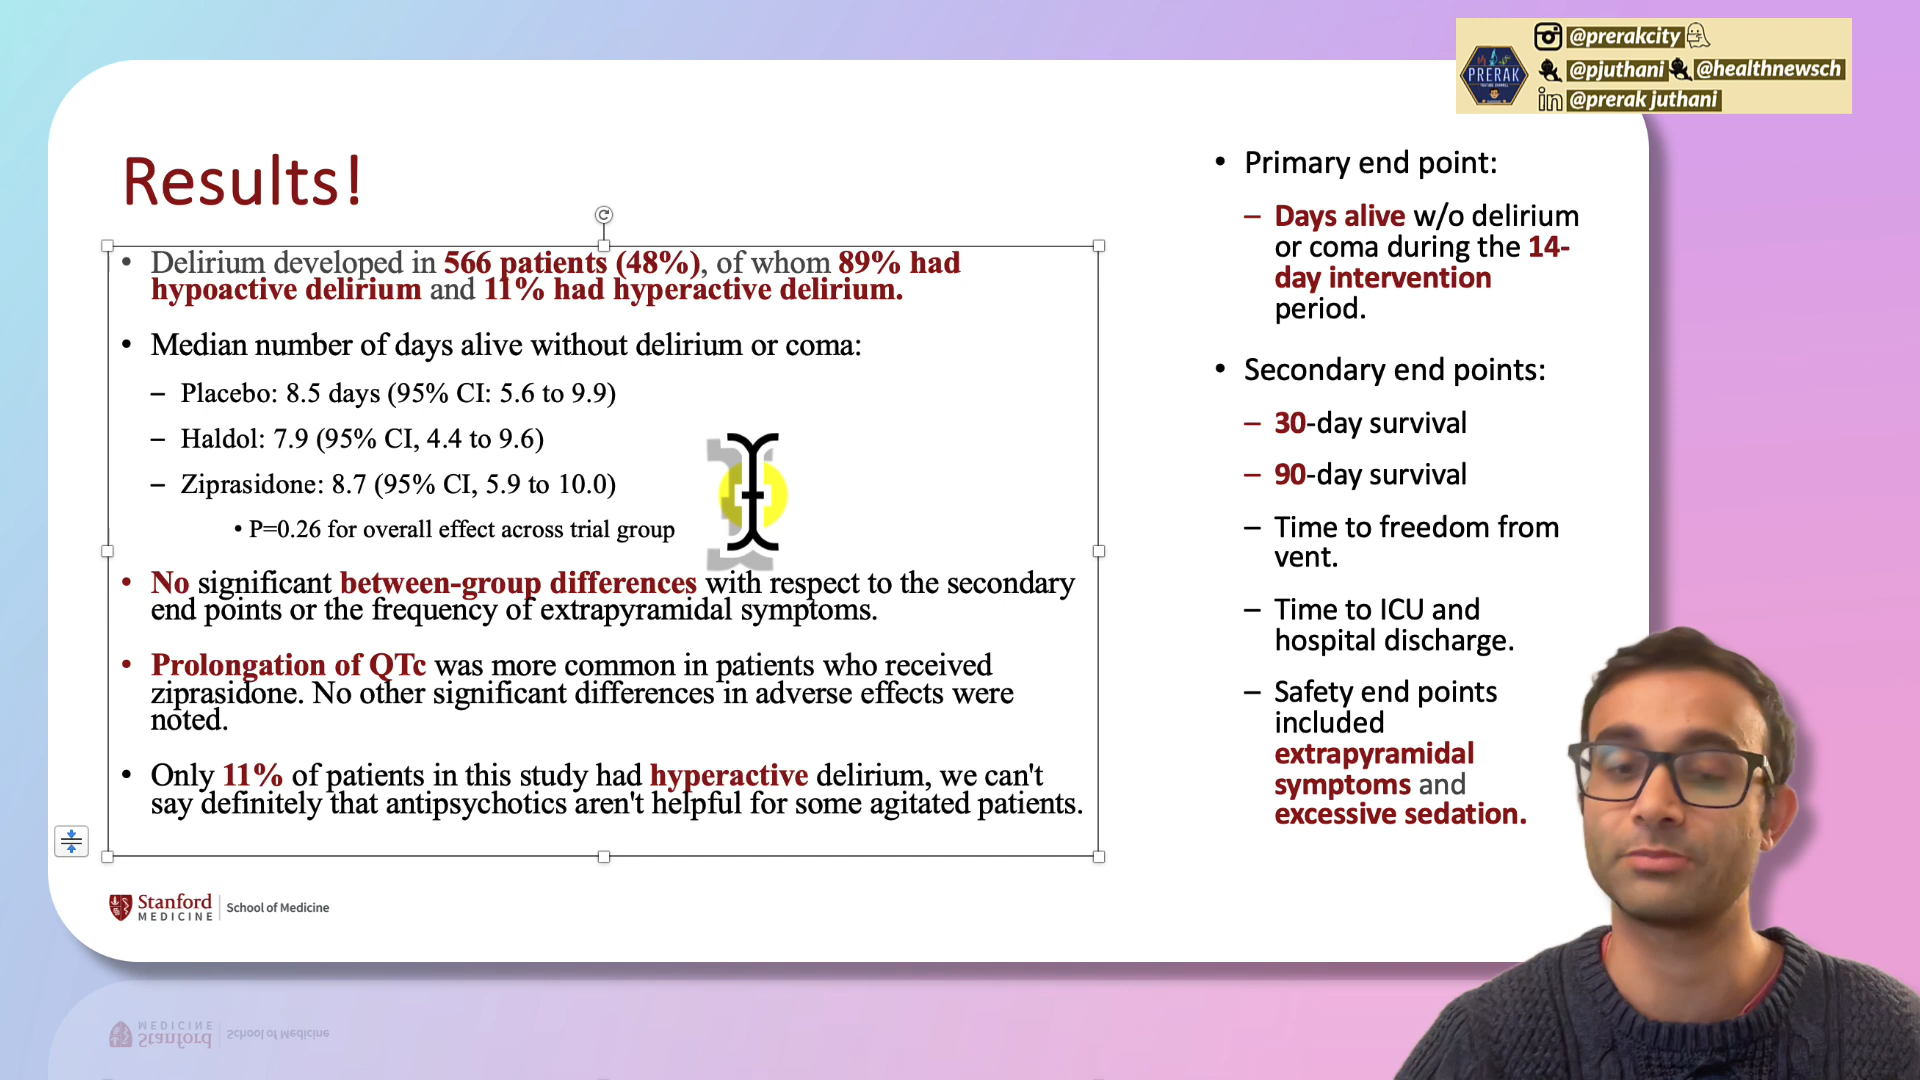 @prerakcity
@pjuthani @healthnewsch
in @prerak juthani
PRERAK
Results!
• Delirium developed in 566 patients (48%), of whom 89% had
hypoactive delirium and 11% had hyperactive delirium.
• Median number of days alive without delirium or coma:
– Placebo: 8.5 days (95% CI: 5.6 to 9.9)
– Haldol: 7.9 (95% CI, 4.4 to 9.6)
– Ziprasidone: 8.7 (95% CI, 5.9 to 10.0)
• P=0.26 for overall effect across trial group
• No significant between-group differences with respect to the secondary
end points or the frequency of extrapyramidal symptoms.
• Prolongation of QTc was more common in patients who received
ziprasidone. No other significant differences in adverse effects were
noted.
• Only 11% of patients in this study had hyperactive delirium, we can't
say definitely that antipsychotics aren't helpful for some agitated patients.
• Primary end point:
– Days alive w/o delirium
or coma during the 14-
day intervention
period.
• Secondary end points:
– 30-day survival
– 90-day survival
– Time to freedom from
vent.
– Time to ICU and
hospital discharge.
– Safety end points
included
extrapyramidal
symptoms and
excessive sedation.
Stanford
MEDICINE
School of Medicine